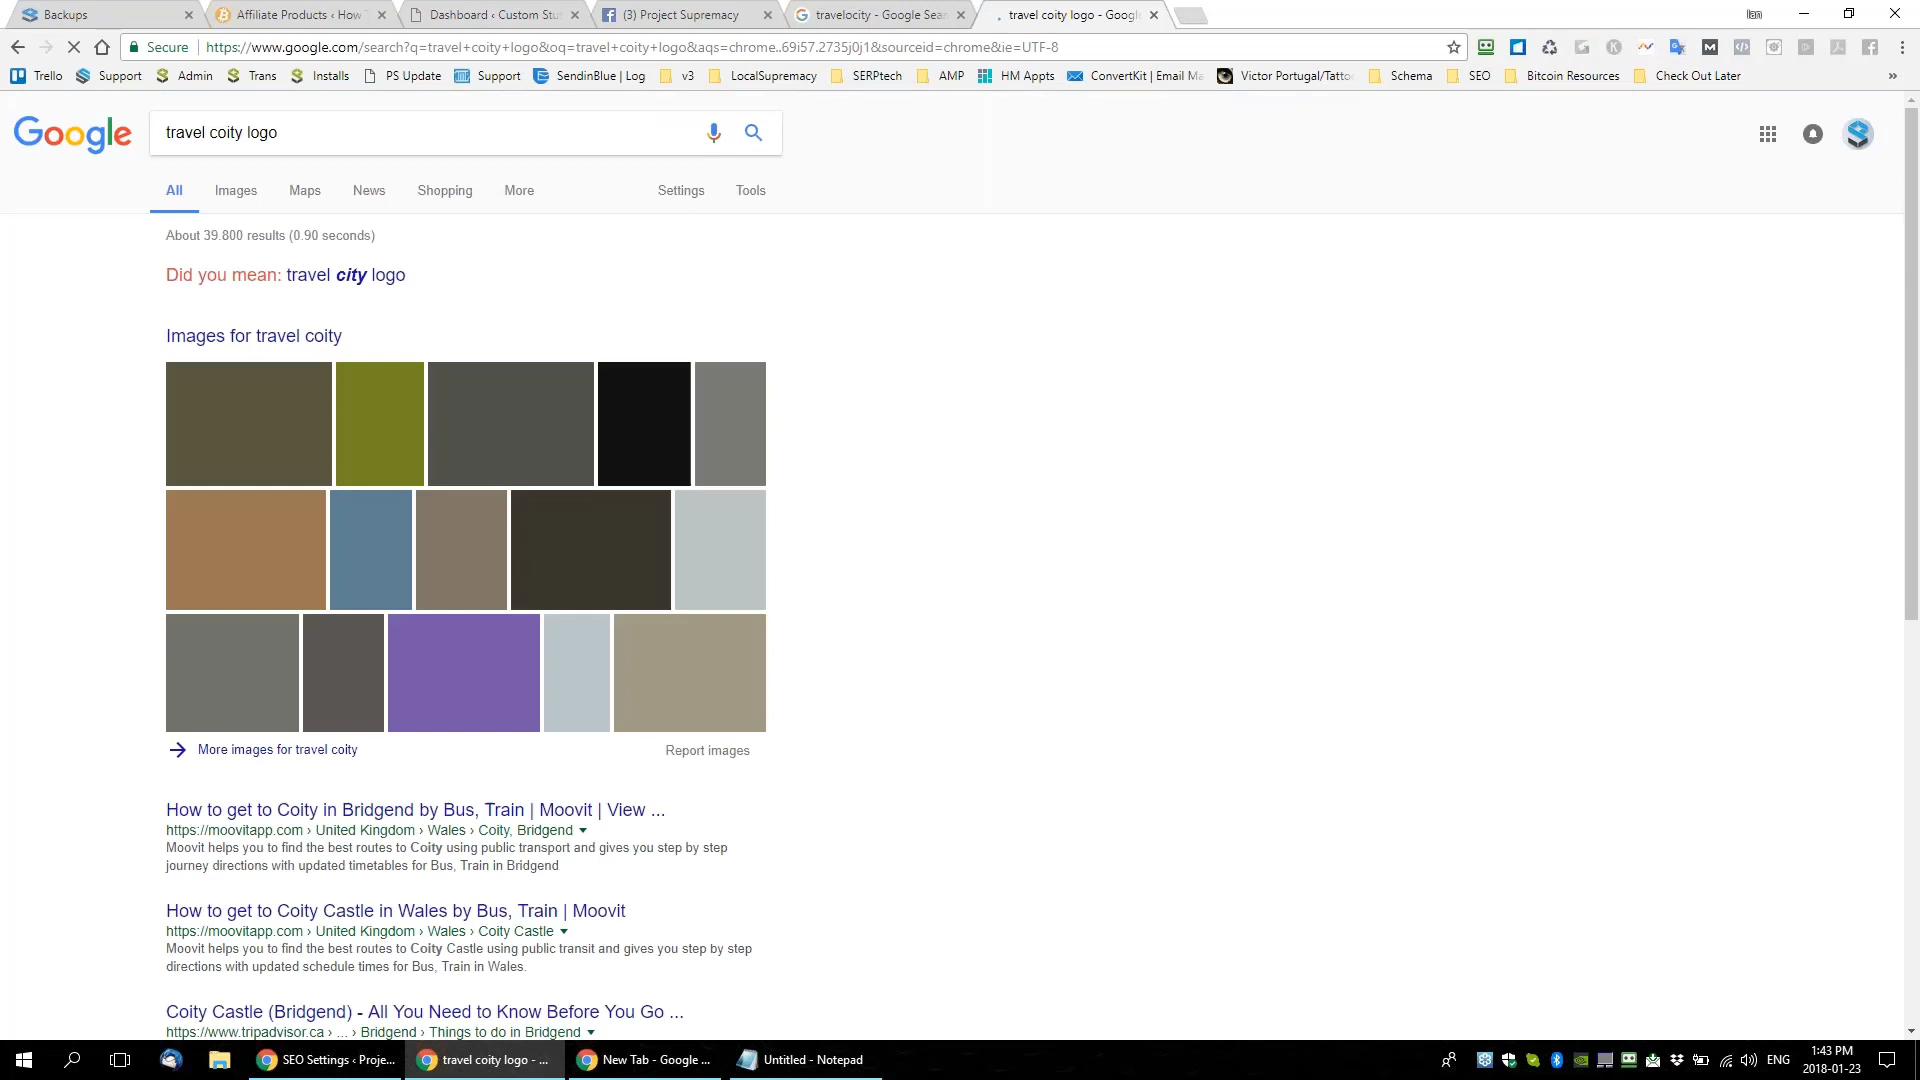 Backups
Affiliate Products ‹ How T
Dashboard ‹ Custom Stu
(3) Project Supremacy
travelocity - Google Sear
travel coity logo - Google
Ian
Secure
https://www.google.com/search?q=travel+coity+logo&oq=travel+coity+logo&aqs=chrome..69i57.2735j0j1&sourceid=chrome&ie=UTF-8
Trello
Support
Admin
Trans
Installs
PS Update
Support
SendinBlue | Log
v3
LocalSupremacy
SERPtech
AMP
HM Appts
ConvertKit | Email Ma
Victor Portugal/Tatto
Schema
SEO
Bitcoin Resources
Check Out Later
»
Google
travel coity logo
All
Images
Maps
News
Shopping
More
Settings
Tools
About 39.800 results (0.90 seconds)
Did you mean: travel city logo
Images for travel coity
More images for travel coity
Report images
How to get to Coity in Bridgend by Bus, Train | Moovit | View ...
https://moovitapp.com › United Kingdom › Wales › Coity, Bridgend
Moovit helps you to find the best routes to Coity using public transport and gives you step by step
journey directions with updated timetables for Bus, Train in Bridgend
How to get to Coity Castle in Wales by Bus, Train | Moovit
https://moovitapp.com › United Kingdom › Wales › Coity Castle
Moovit helps you to find the best routes to Coity Castle using public transit and gives you step by step
directions with updated schedule times for Bus, Train in Wales.
Coity Castle (Bridgend) - All You Need to Know Before You Go ...
https://www.tripadvisor.ca › ... › Bridgend › Things to do in Bridgend
SEO Settings ‹ Proje...
travel coity logo - ...
New Tab - Google ...
Untitled - Notepad
ENG
1:43 PM
2018-01-23